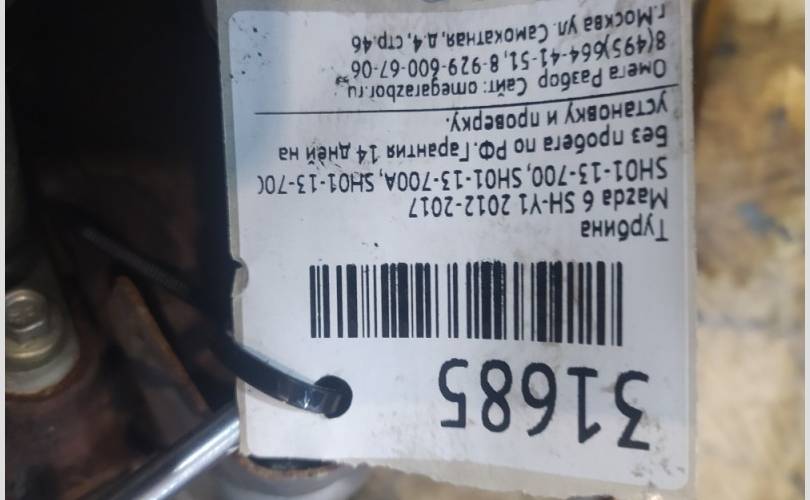 31685
Турбина
Mazda 6 SH-Y1 2012-2017
SH01-13-700, SH01-13-700A, SH01-13-70
Без пробега по РФ. Гарантия 14 дней на
установку и проверку.
Омега Разбор Сайт: omegarazbor.ru
8(495)664-41-51, 8-929-600-67-06
г.Москва ул. Самокатная, д.4, стр.46